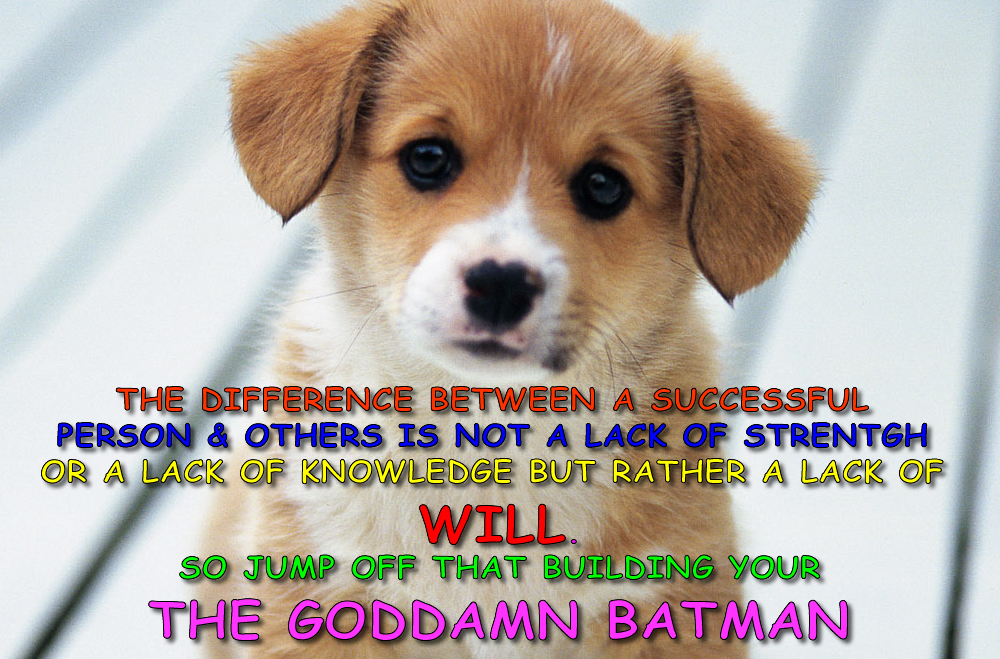 THE DIFFERENCE BETWEEN A SUCCESSFUL
PERSON & OTHERS IS NOT A LACK OF STRENTGH
OR A LACK OF KNOWLEDGE BUT RATHER A LACK OF
WILL.
SO JUMP OFF THAT BUILDING YOUR
THE GODDAMN BATMAN